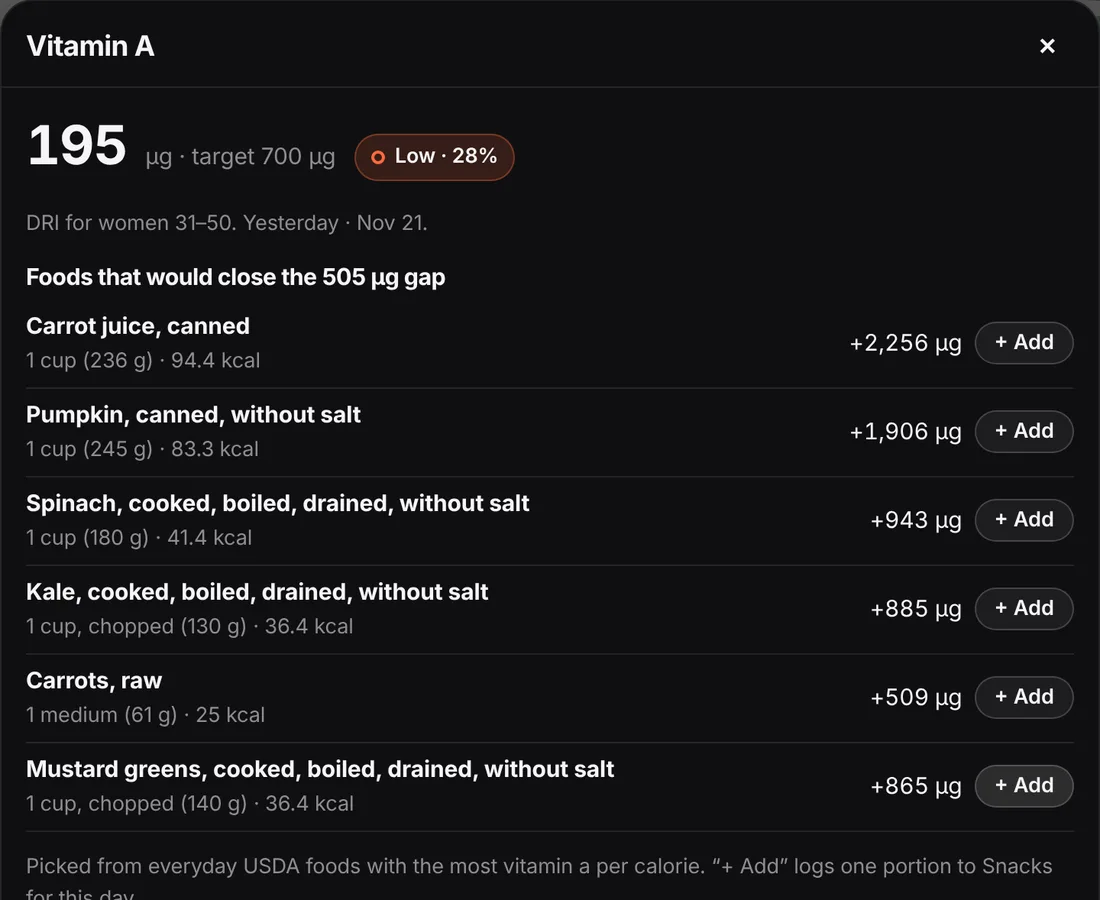 Vitamin A
×
195 µg · target 700 µg Low · 28%
DRI for women 31–50. Yesterday · Nov 21.
Foods that would close the 505 µg gap
Carrot juice, canned
1 cup (236 g) · 94.4 kcal
+2,256 µg + Add
Pumpkin, canned, without salt
1 cup (245 g) · 83.3 kcal
+1,906 µg + Add
Spinach, cooked, boiled, drained, without salt
1 cup (180 g) · 41.4 kcal
+943 µg + Add
Kale, cooked, boiled, drained, without salt
1 cup, chopped (130 g) · 36.4 kcal
+885 µg + Add
Carrots, raw
1 medium (61 g) · 25 kcal
+509 µg + Add
Mustard greens, cooked, boiled, drained, without salt
1 cup, chopped (140 g) · 36.4 kcal
+865 µg + Add
Picked from everyday USDA foods with the most vitamin a per calorie. “+ Add” logs one portion to Snacks
for this day